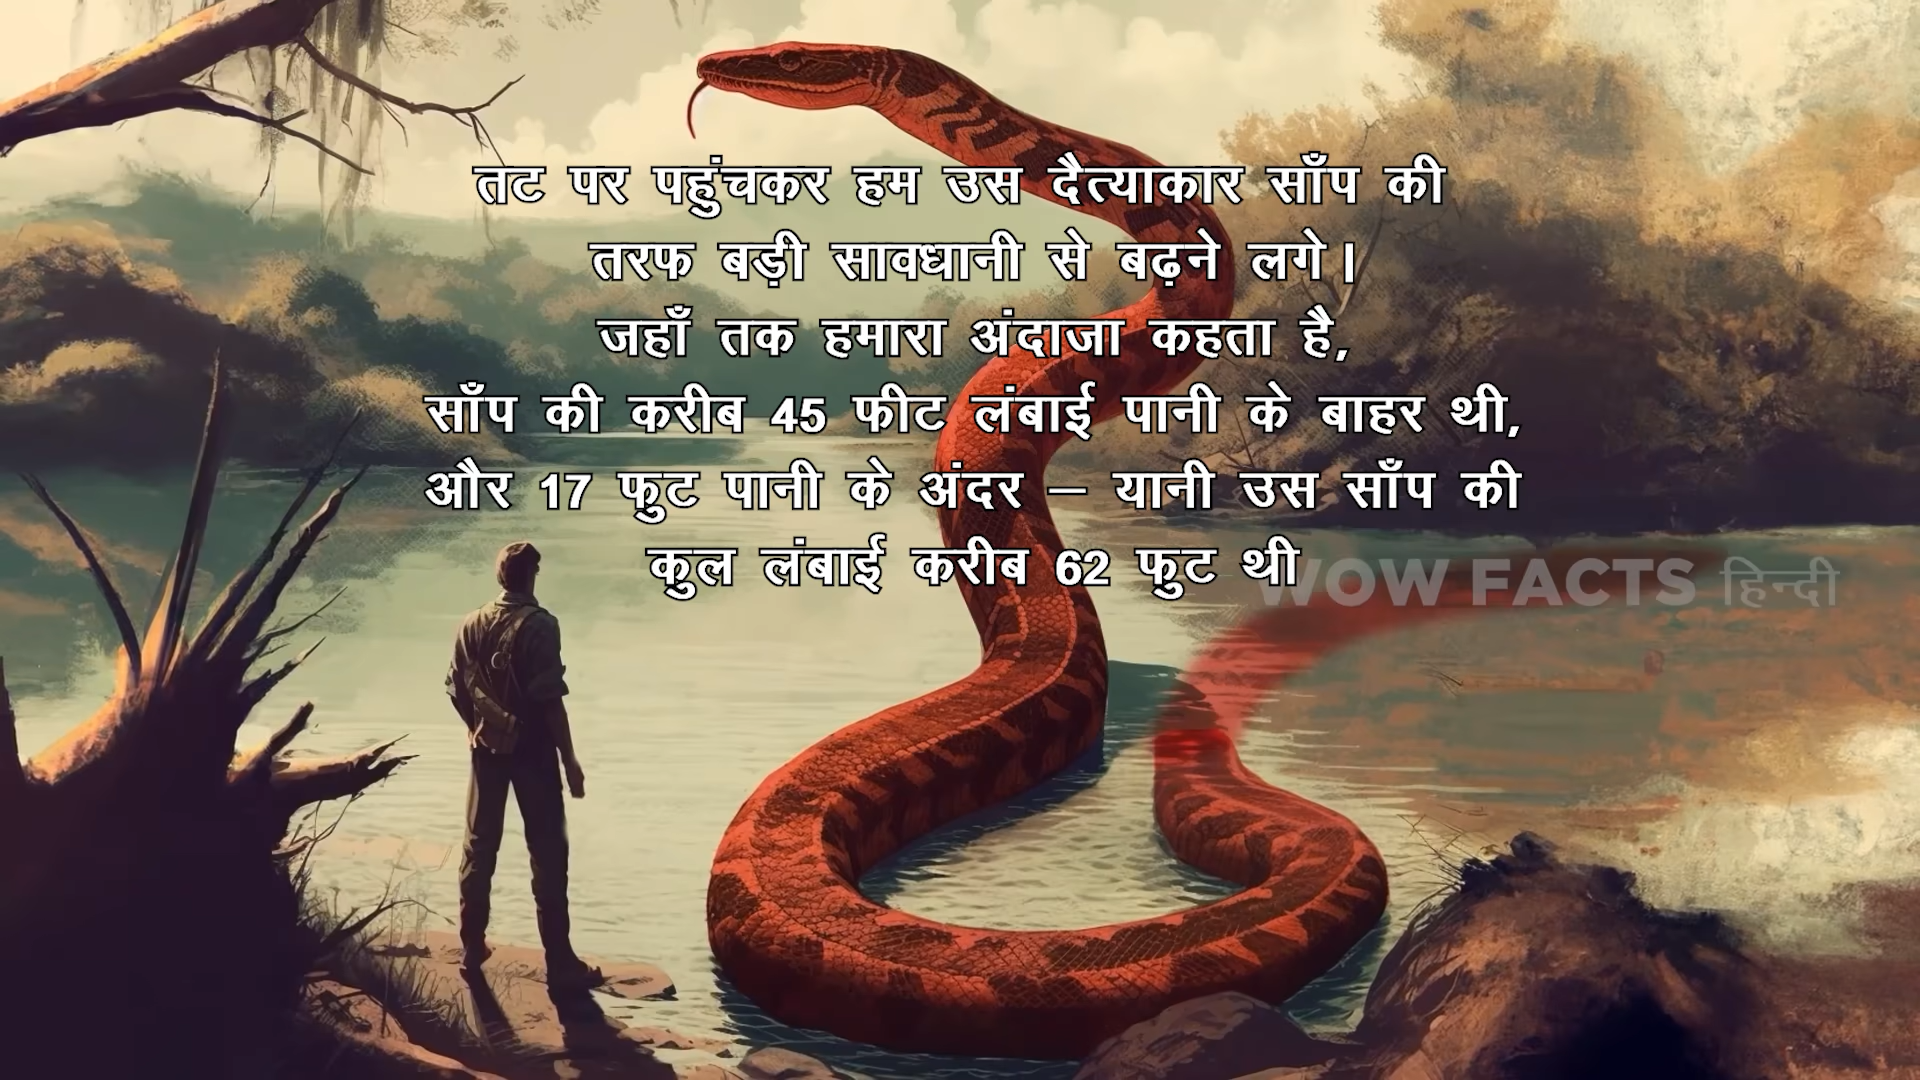 तट पर पहुंचकर हम उस दैत्याकार साँप की
तरफ बड़ी सावधानी से बढ़ने लगे।
जहाँ तक हमारा अंदाजा कहता है,
साँप की करीब 45 फीट लंबाई पानी के बाहर थी,
और 17 फुट पानी के अंदर – यानी उस साँप की
कुल लंबाई करीब 62 फुट थी
WOW FACTS हिन्दी